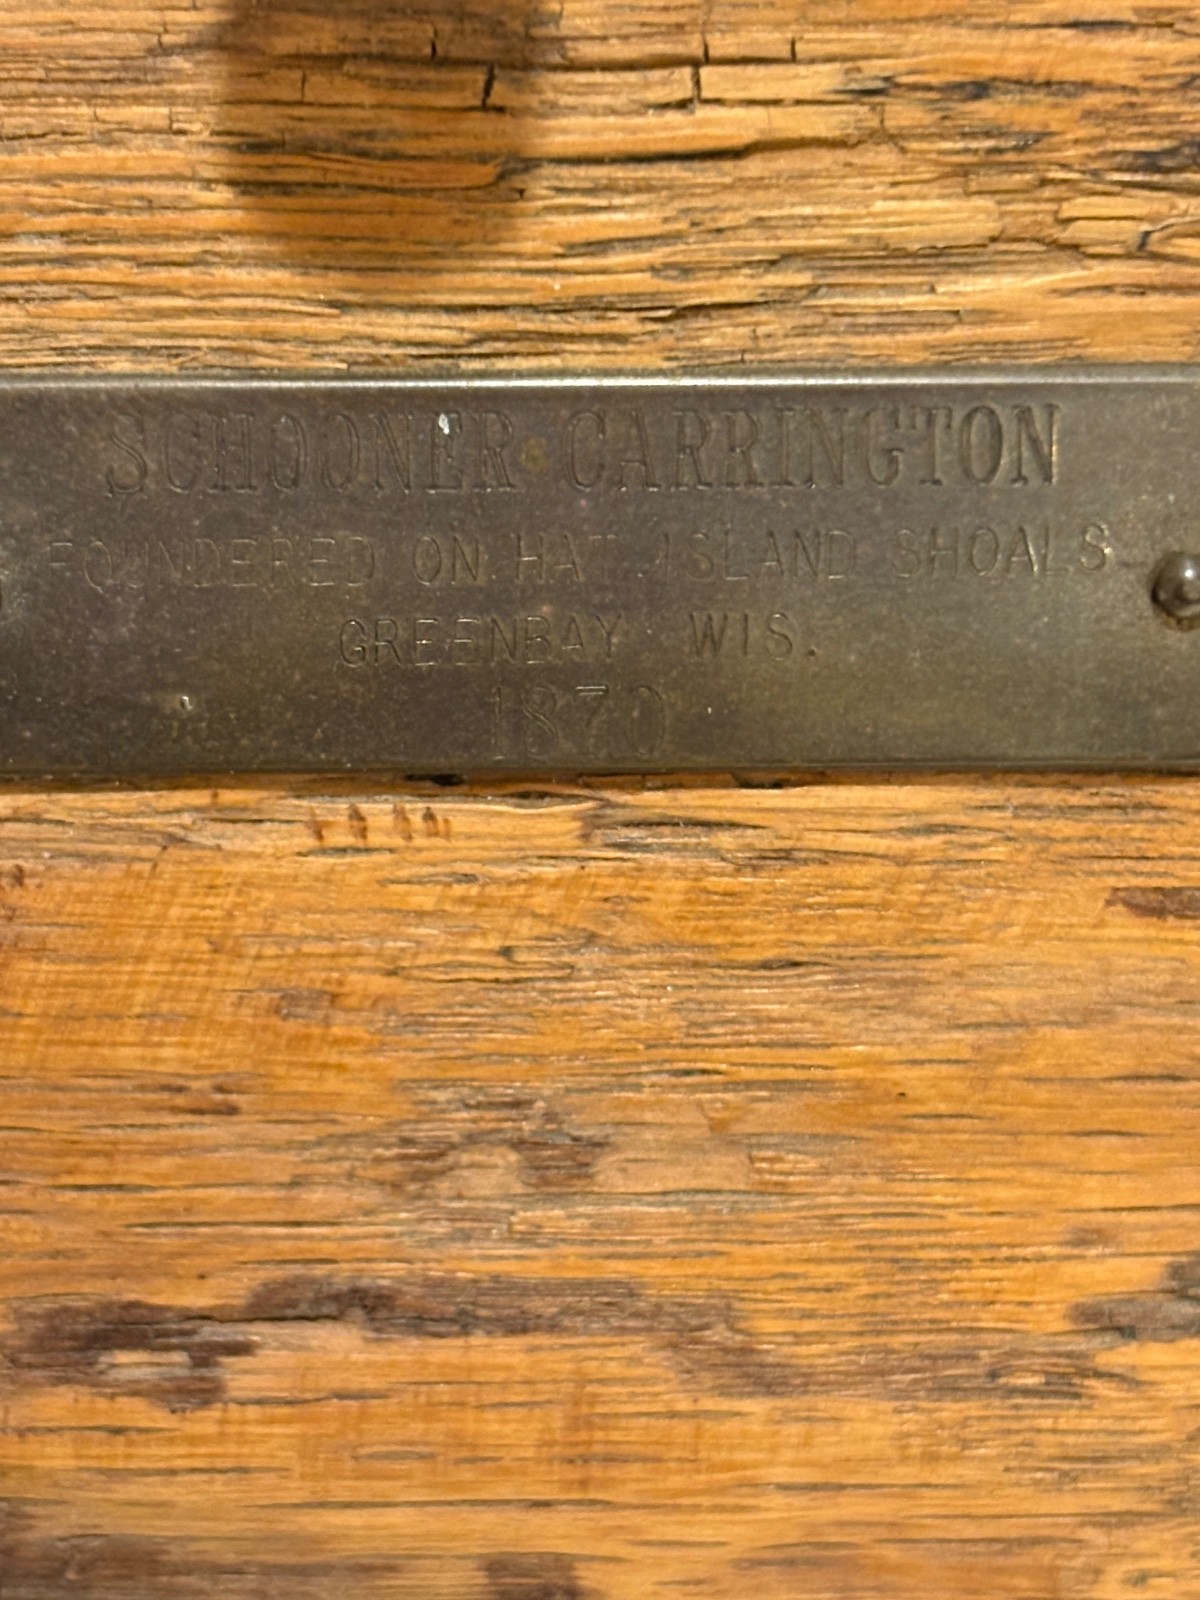 SCHOONER CARRINGTON
FOUNDERED ON HAT ISLAND SHOALS
GREENBAY WIS.
1870